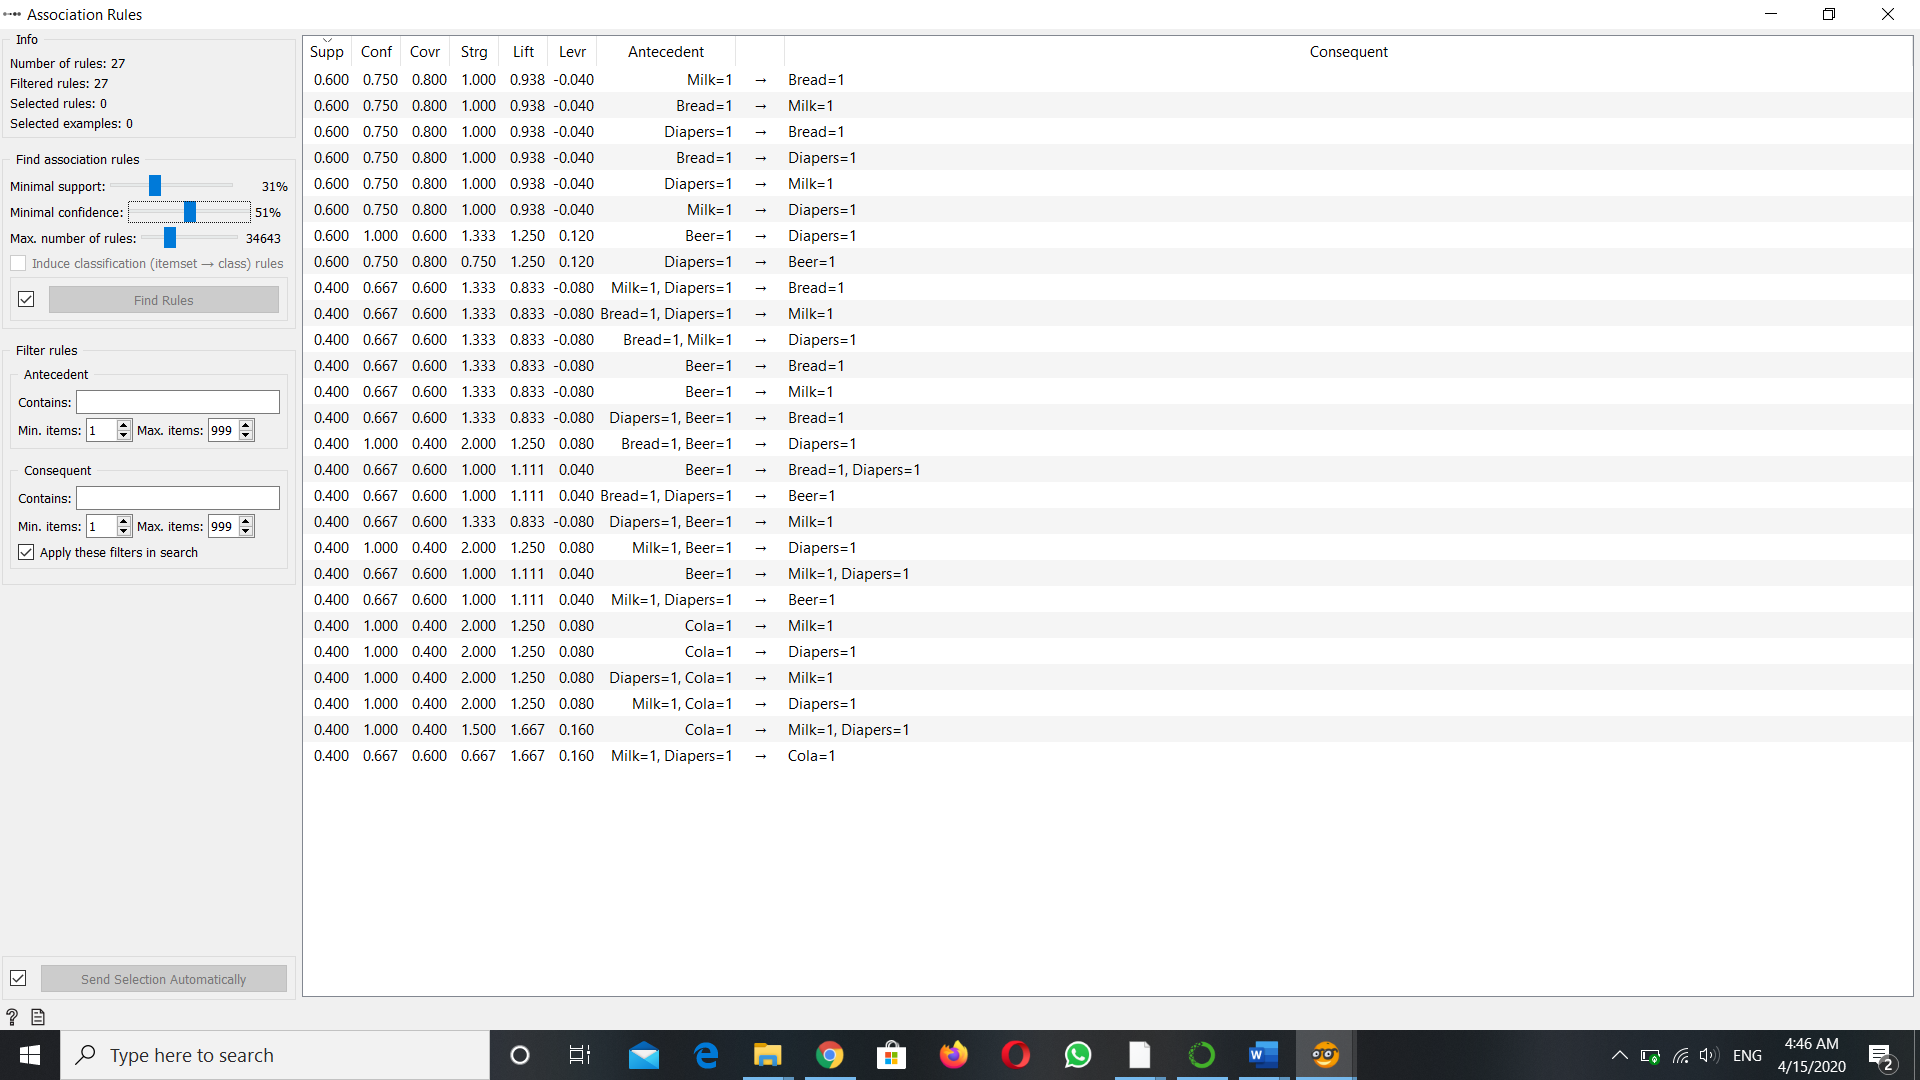 Association Rules
Info
Number of rules: 27
Filtered rules: 27
Selected rules: 0
Selected examples: 0
Find association rules
Minimal support: 31%
Minimal confidence: 51%
Max. number of rules: 34643
Induce classification (itemset → class) rules
Find Rules
Filter rules
Antecedent
Contains:
Min. items: 1 Max. items: 999
Consequent
Contains:
Min. items: 1 Max. items: 999
Apply these filters in search
Send Selection Automatically
Supp Conf Covr Strg Lift Levr Antecedent Consequent
0.600 0.750 0.800 1.000 0.938 -0.040 Milk=1 → Bread=1
0.600 0.750 0.800 1.000 0.938 -0.040 Bread=1 → Milk=1
0.600 0.750 0.800 1.000 0.938 -0.040 Diapers=1 → Bread=1
0.600 0.750 0.800 1.000 0.938 -0.040 Bread=1 → Diapers=1
0.600 0.750 0.800 1.000 0.938 -0.040 Diapers=1 → Milk=1
0.600 0.750 0.800 1.000 0.938 -0.040 Milk=1 → Diapers=1
0.600 1.000 0.600 1.333 1.250 0.120 Beer=1 → Diapers=1
0.600 0.750 0.800 0.750 1.250 0.120 Diapers=1 → Beer=1
0.400 0.667 0.600 1.333 0.833 -0.080 Milk=1, Diapers=1 → Bread=1
0.400 0.667 0.600 1.333 0.833 -0.080 Bread=1, Diapers=1 → Milk=1
0.400 0.667 0.600 1.333 0.833 -0.080 Bread=1, Milk=1 → Diapers=1
0.400 0.667 0.600 1.333 0.833 -0.080 Beer=1 → Bread=1
0.400 0.667 0.600 1.333 0.833 -0.080 Beer=1 → Milk=1
0.400 0.667 0.600 1.333 0.833 -0.080 Diapers=1, Beer=1 → Bread=1
0.400 1.000 0.400 2.000 1.250 0.080 Bread=1, Beer=1 → Diapers=1
0.400 0.667 0.600 1.000 1.111 0.040 Beer=1 → Bread=1, Diapers=1
0.400 0.667 0.600 1.000 1.111 0.040 Bread=1, Diapers=1 → Beer=1
0.400 0.667 0.600 1.333 0.833 -0.080 Diapers=1, Beer=1 → Milk=1
0.400 1.000 0.400 2.000 1.250 0.080 Milk=1, Beer=1 → Diapers=1
0.400 0.667 0.600 1.000 1.111 0.040 Beer=1 → Milk=1, Diapers=1
0.400 0.667 0.600 1.000 1.111 0.040 Milk=1, Diapers=1 → Beer=1
0.400 1.000 0.400 2.000 1.250 0.080 Cola=1 → Milk=1
0.400 1.000 0.400 2.000 1.250 0.080 Cola=1 → Diapers=1
0.400 1.000 0.400 2.000 1.250 0.080 Diapers=1, Cola=1 → Milk=1
0.400 1.000 0.400 2.000 1.250 0.080 Milk=1, Cola=1 → Diapers=1
0.400 1.000 0.400 1.500 1.667 0.160 Cola=1 → Milk=1, Diapers=1
0.400 0.667 0.600 0.667 1.667 0.160 Milk=1, Diapers=1 → Cola=1
Type here to search
ENG
4:46 AM
4/15/2020
2